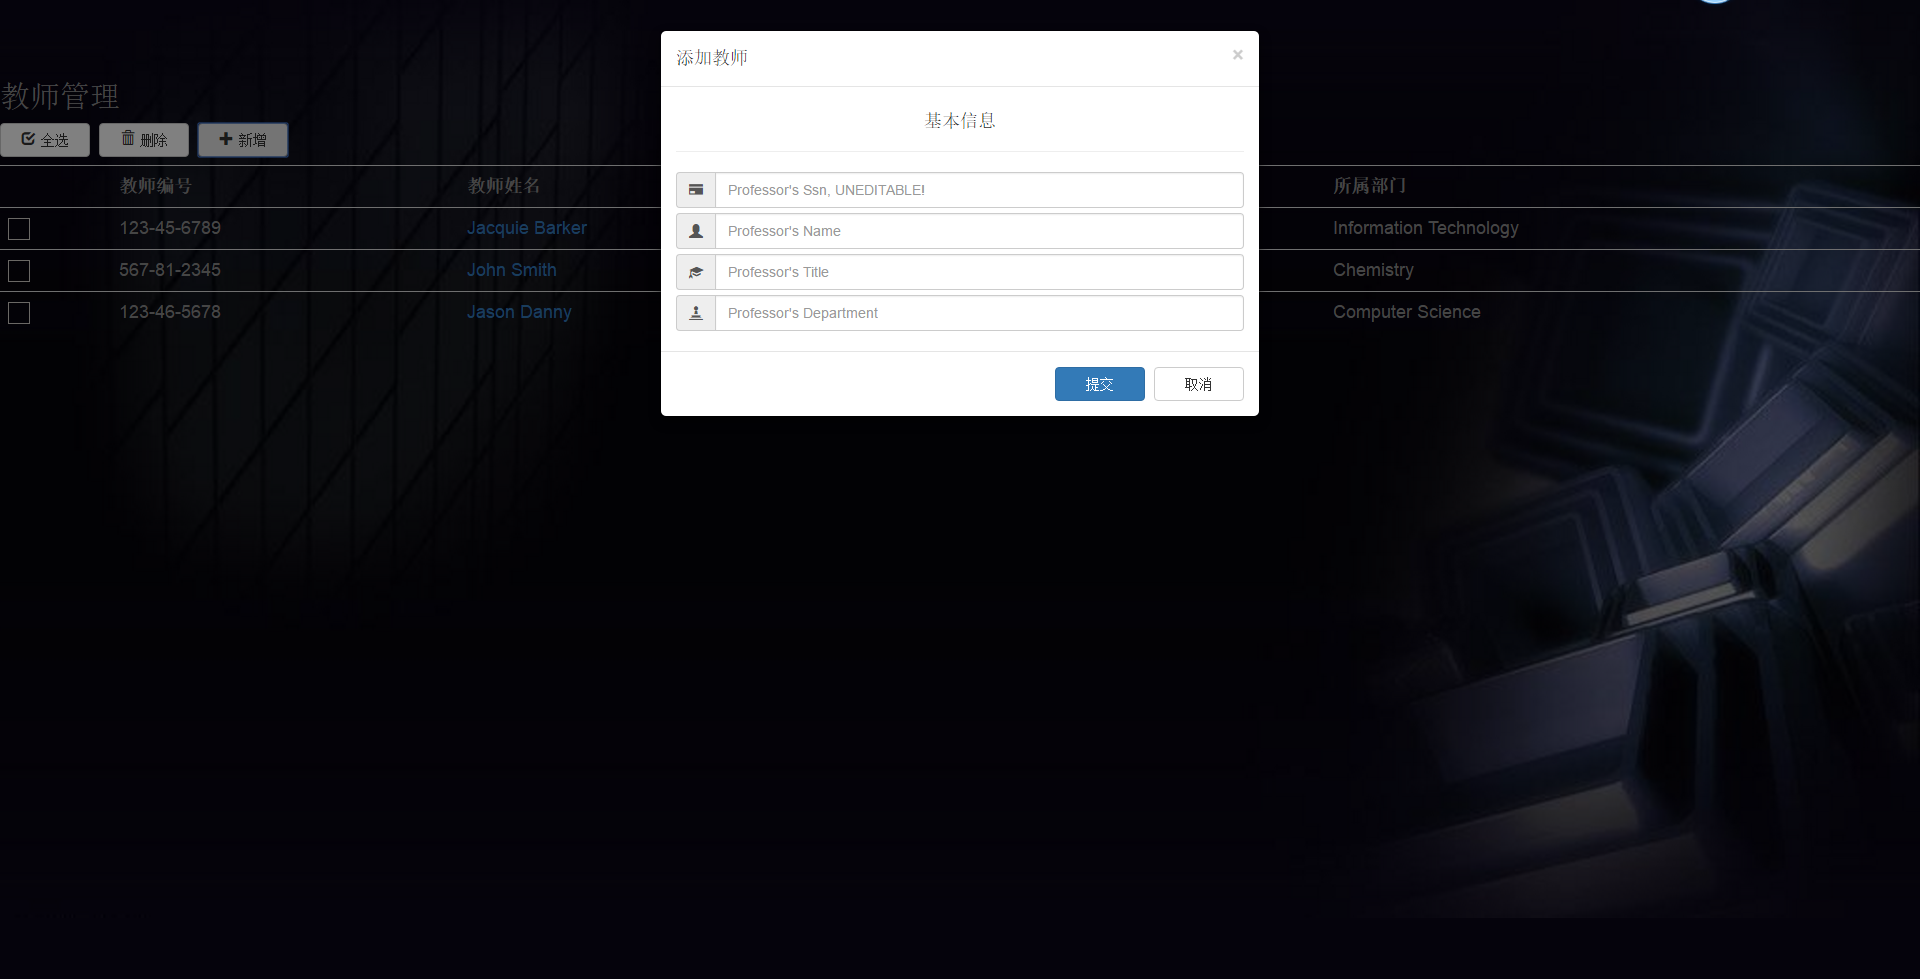 添加教师
×
教师管理
全选 删除 新增
基本信息
教师编号 教师姓名 所属部门
Professor's Ssn, UNEDITABLE!
123-45-6789 Jacquie Barker Information Technology
Professor's Name
567-81-2345 John Smith Chemistry
Professor's Title
123-46-5678 Jason Danny Computer Science
Professor's Department
提交 取消